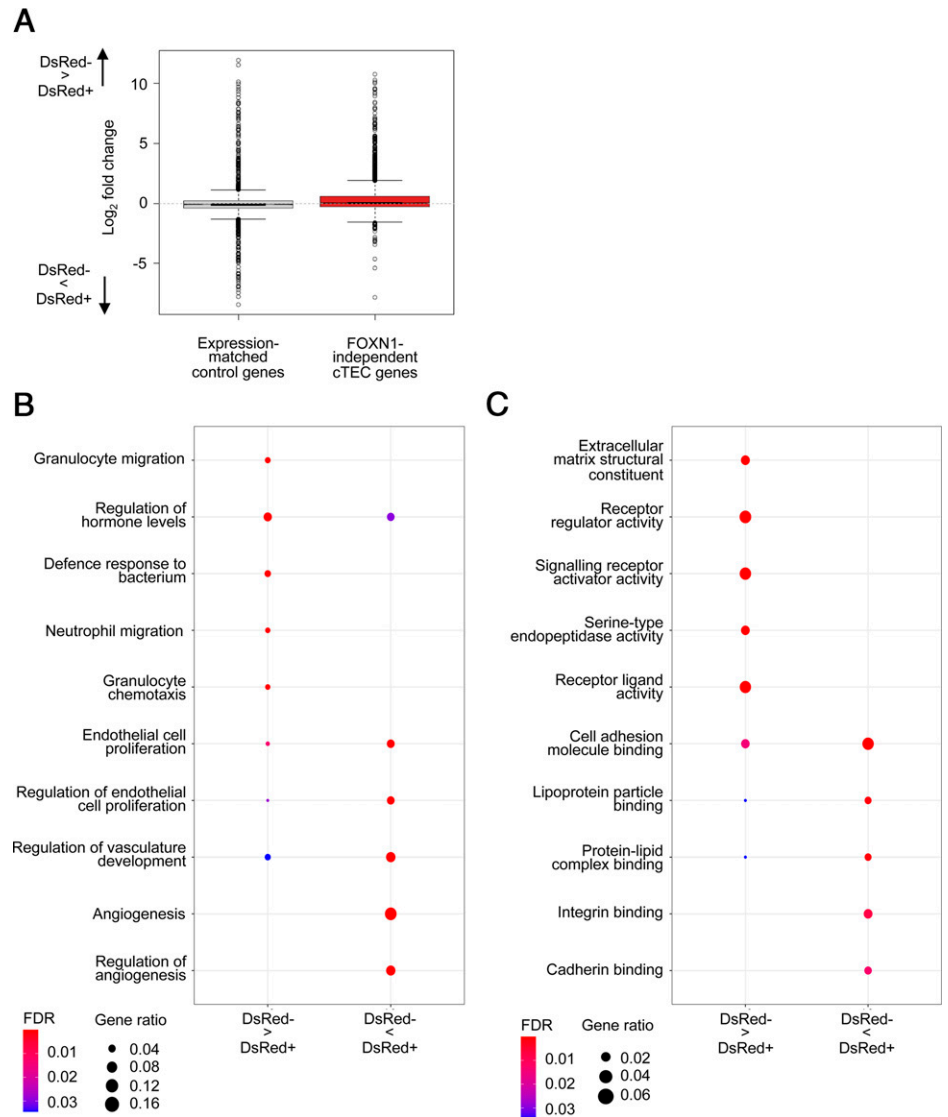 A
DsRed-
>
DsRed+
Log2 fold change
10
5
0
-5
DsRed-
<
DsRed+
Expression-
matched
control genes
FOXN1-
independent
cTEC genes
B
Granulocyte migration
Regulation of
hormone levels
Defence response to
bacterium
Neutrophil migration
Granulocyte
chemotaxis
Endothelial cell
proliferation
Regulation of endothelial
cell proliferation
Regulation of vasculature
development
Angiogenesis
Regulation of
angiogenesis
DsRed-
>
DsRed+
DsRed-
<
DsRed+
FDR
0.01
0.02
0.03
Gene ratio
0.04
0.08
0.12
0.16
C
Extracellular
matrix structural
constituent
Receptor
regulator activity
Signalling receptor
activator activity
Serine-type
endopeptidase activity
Receptor ligand
activity
Cell adhesion
molecule binding
Lipoprotein particle
binding
Protein-lipid
complex binding
Integrin binding
Cadherin binding
DsRed-
>
DsRed+
DsRed-
<
DsRed+
FDR
0.01
0.02
0.03
Gene ratio
0.02
0.04
0.06